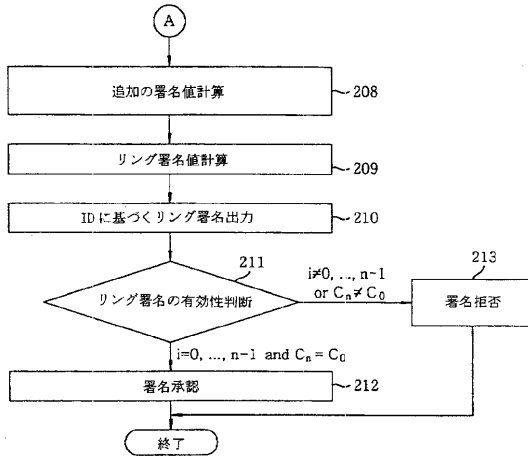 A
追加の署名値計算
208
リング署名値計算
209
IDに基づくリング署名出力
210
211
リング署名の有効性判断
i≠0, ..., n-1
or Cn≠C0
213
署名拒否
i=0, ..., n-1 and Cn=C0
署名承認
212
終了